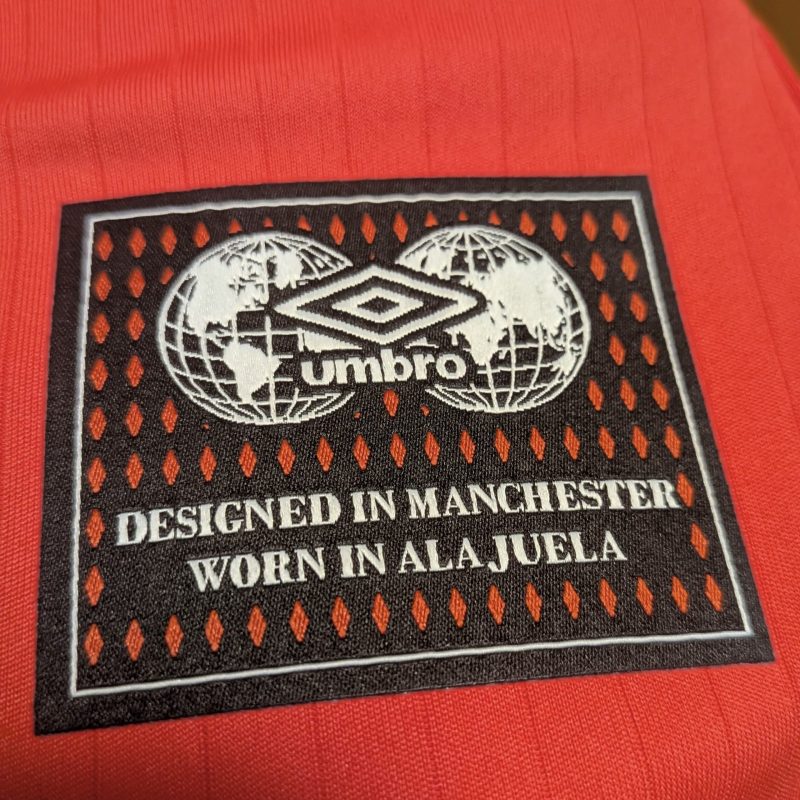 umbro
DESIGNED IN MANCHESTER
WORN IN ALAJUELA